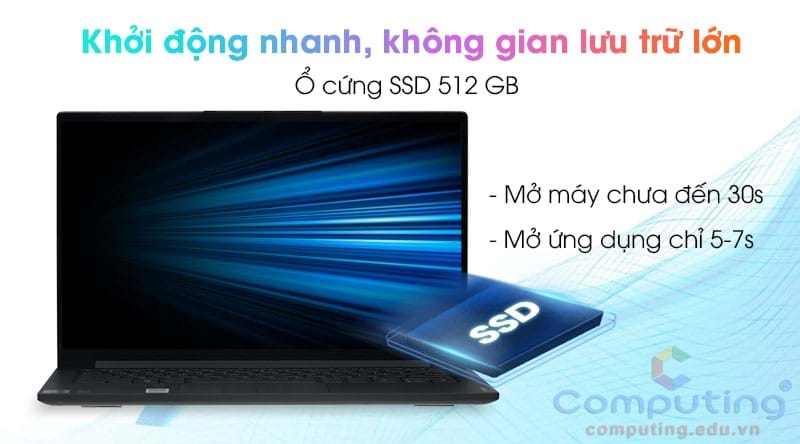 Khởi động nhanh, không gian lưu trữ lớn
Ổ cứng SSD 512 GB
- Mở máy chưa đến 30s
- Mở ứng dụng chỉ 5-7s
SSD
Computing®
computing.edu.vn